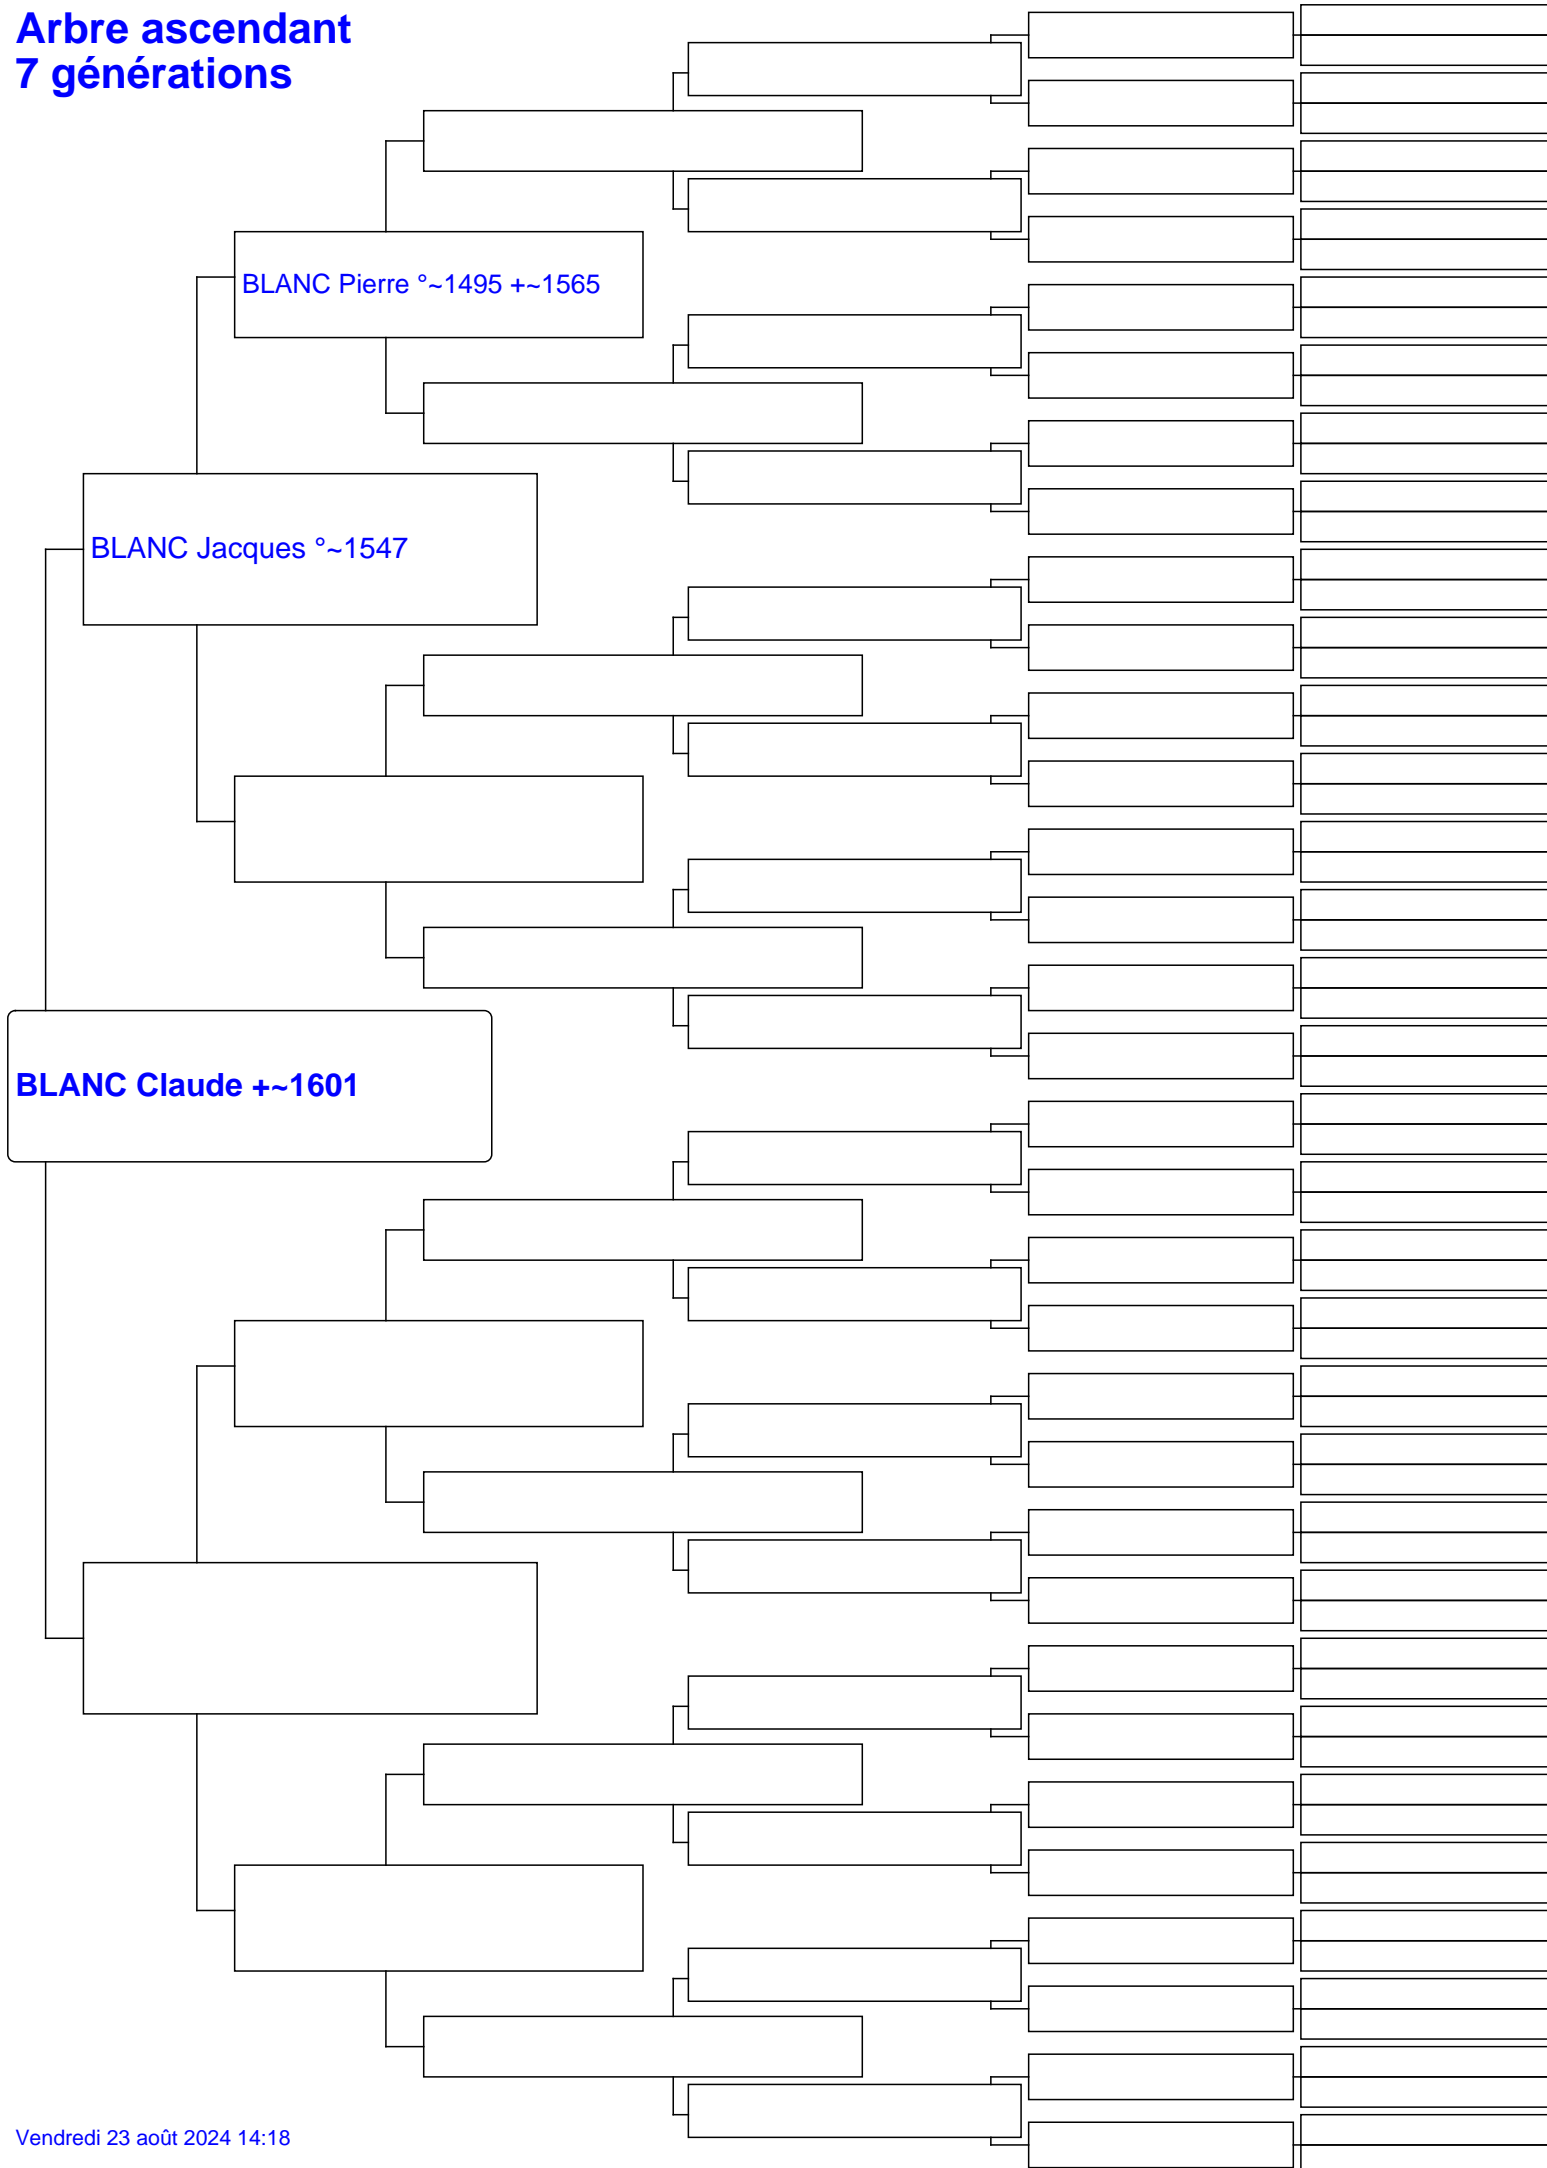 Arbre ascendant
7 générations
BLANC Pierre °~1495 +~1565
BLANC Jacques °~1547
BLANC Claude +~1601
Vendredi 23 août 2024 14:18